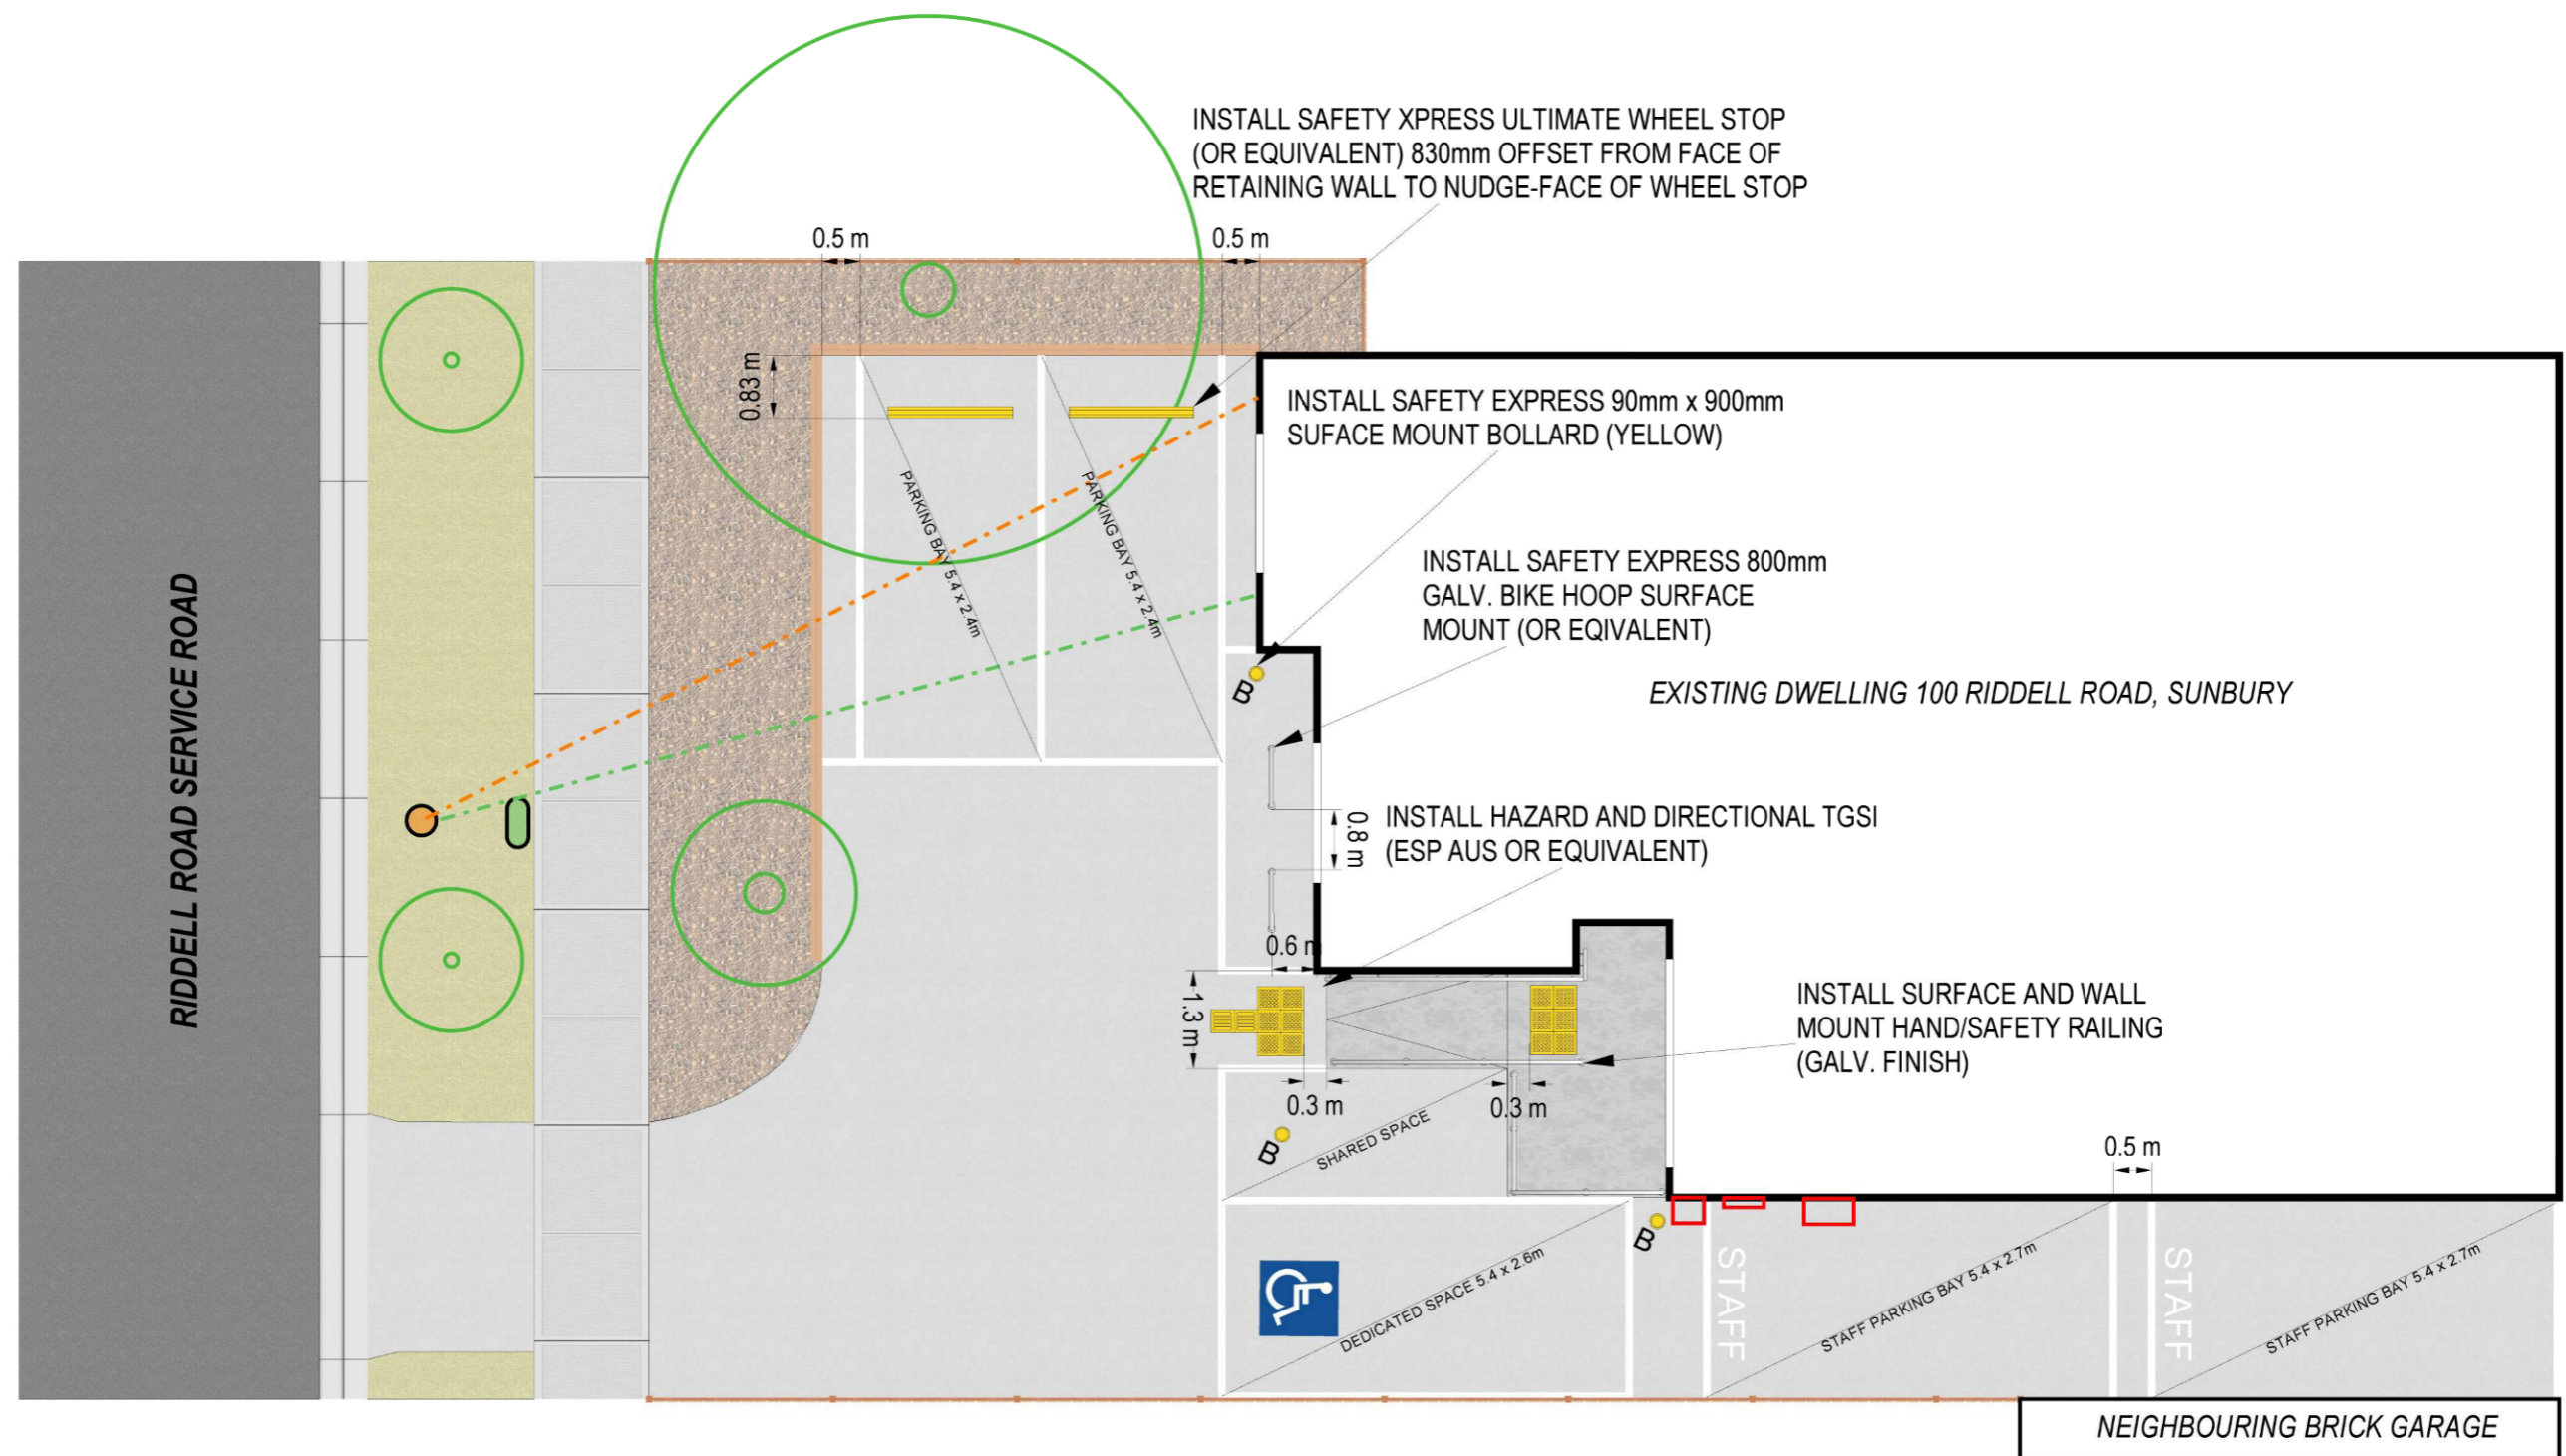 INSTALL SAFETY XPRESS ULTIMATE WHEEL STOP
(OR EQUIVALENT) 830mm OFFSET FROM FACE OF
RETAINING WALL TO NUDGE-FACE OF WHEEL STOP
0.5 m
0.5 m
0.83 m
INSTALL SAFETY EXPRESS 90mm x 900mm
SUFACE MOUNT BOLLARD (YELLOW)
PARKING BAY 5.4 x 2.4m
PARKING BAY 5.4 x 2.4m
INSTALL SAFETY EXPRESS 800mm
GALV. BIKE HOOP SURFACE
MOUNT (OR EQIVALENT)
RIDDELL ROAD SERVICE ROAD
B
EXISTING DWELLING 100 RIDDELL ROAD, SUNBURY
0.8 m
INSTALL HAZARD AND DIRECTIONAL TGSI
(ESP AUS OR EQUIVALENT)
0.6 m
1.3 m
INSTALL SURFACE AND WALL
MOUNT HAND/SAFETY RAILING
(GALV. FINISH)
0.3 m
0.3 m
B
SHARED SPACE
0.5 m
B
DEDICATED SPACE 5.4 x 2.6m
STAFF
STAFF PARKING BAY 5.4 x 2.7m
STAFF
STAFF PARKING BAY 5.4 x 2.7m
NEIGHBOURING BRICK GARAGE